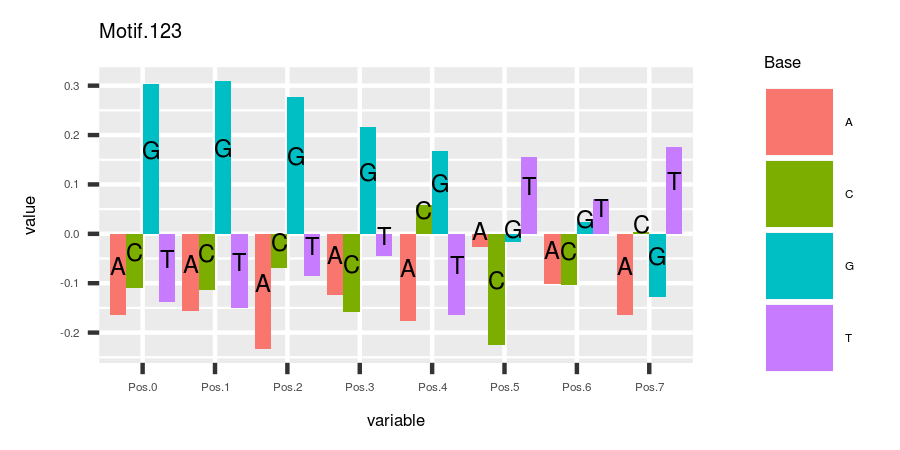 Motif.123
value
0.3
0.2
0.1
0.0
-0.1
-0.2
A C G T
A C G T
A C G T
A C G T
A C G T
A C G T
A C G T
A C G T
Pos.0 Pos.1 Pos.2 Pos.3 Pos.4 Pos.5 Pos.6 Pos.7
variable
Base
A
C
G
T